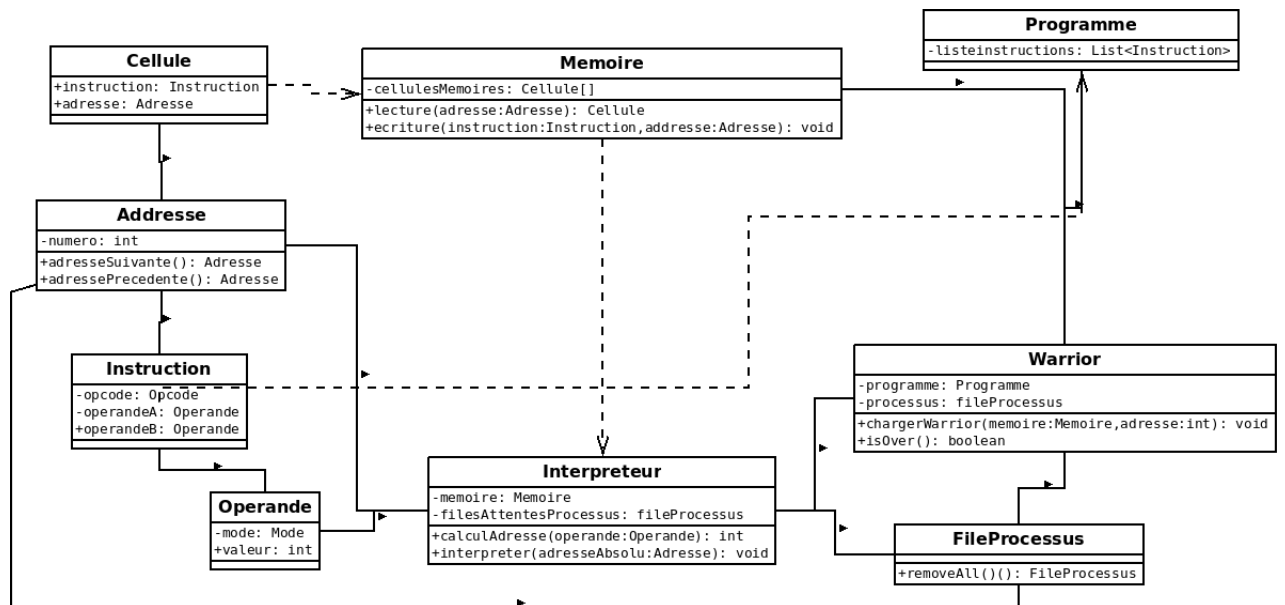 Programme
-listeinstructions: List<Instruction>
Cellule
+instruction: Instruction
+adresse: Adresse
Memoire
-cellulesMemoires: Cellule[]
+lecture(adresse:Adresse): Cellule
+ecriture(instruction:Instruction,addresse:Adresse): void
Addresse
-numero: int
+adresseSuivante(): Adresse
+adressePrecedente(): Adresse
Instruction
-opcode: Opcode
-operandeA: Operande
+operandeB: Operande
Warrior
-programme: Programme
-processus: fileProcessus
+chargerWarrior(memoire:Memoire,adresse:int): void
+isOver(): boolean
Operande
-mode: Mode
+valeur: int
Interpreteur
-memoire: Memoire
-filesAttentesProcessus: fileProcessus
+calculAdresse(operande:Operande): int
+interpreter(adresseAbsolu:Adresse): void
FileProcessus
+removeAll()(): FileProcessus